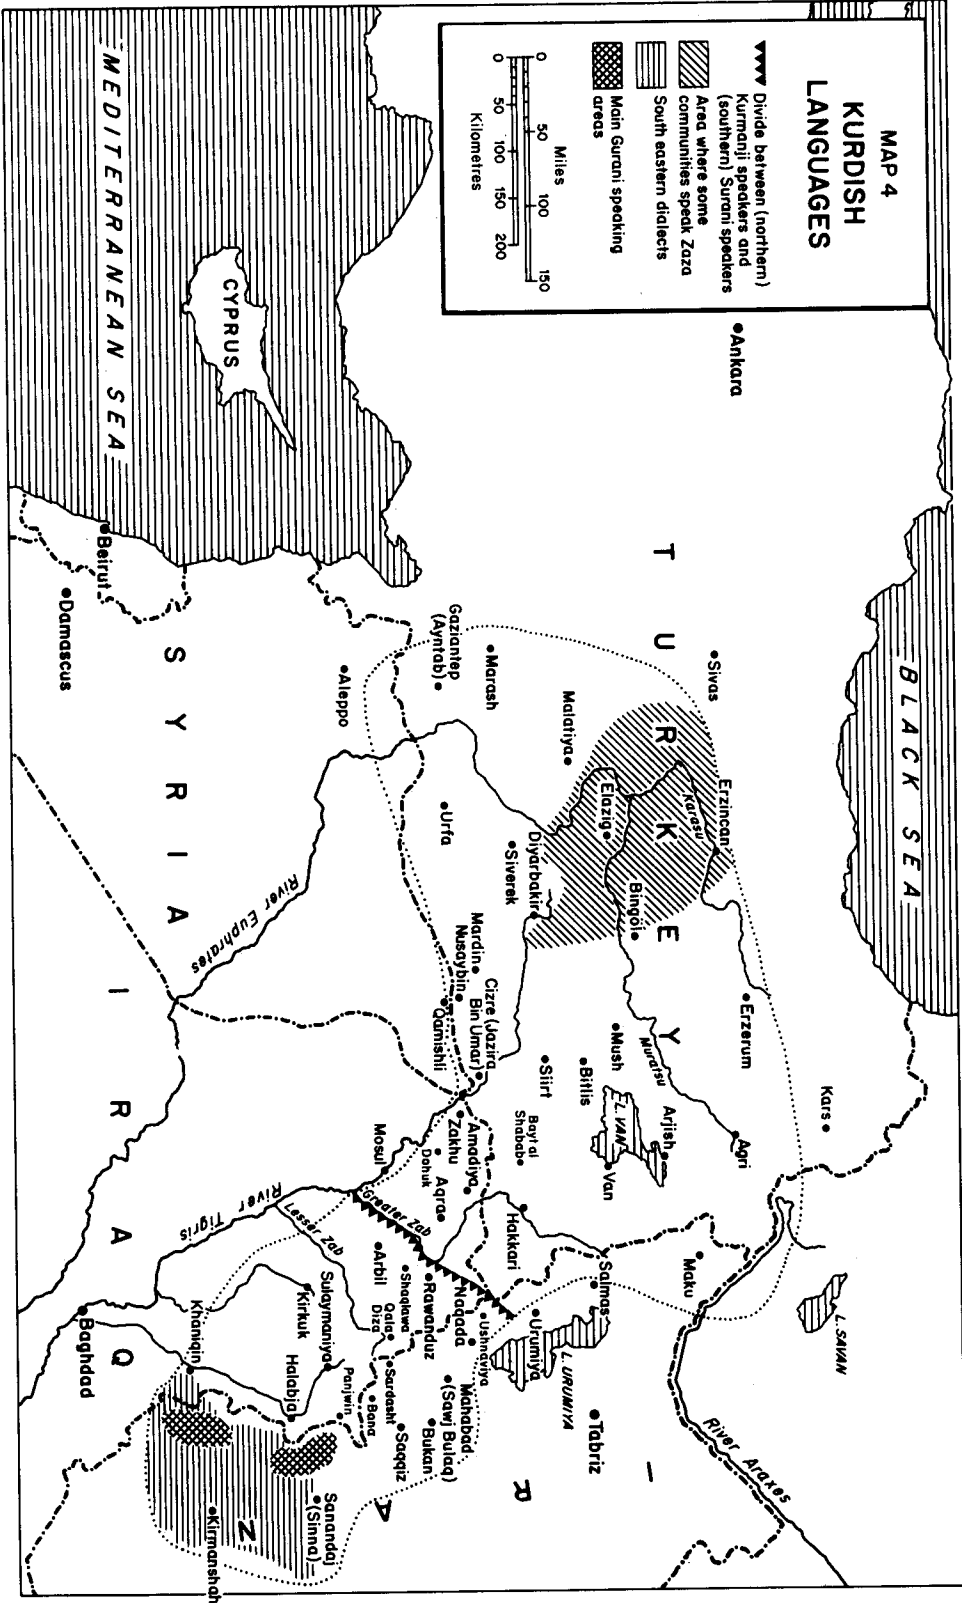 MAP 4
KURDISH
LANGUAGES
Divide between (northern)
Kurmanji speakers and
(southern) Surani speakers
Area where some
communities speak Zaza
South eastern dialects
Main Gurani speaking
areas
Miles
0 50 100 150
0 50 100 150 200
Kilometres
BLACK SEA
MEDITERRANEAN SEA
CYPRUS
TURKEY
SYRIA
IRAQ
IRAN
Ankara
Sivas
Erzincan
Karasu
Erzerum
Kars
Marash
Malatiya
Elazig
Bingöl
Gaziantep
(Ayntab)
Diyarbakir
Siverek
Urfa
Mardin
Nusaybin
Qamishli
Cizre (Jazira
Bin Umar)
Mush
Muratsu
Bitlis
Siirt
L. VAN
Arjish
Agri
Van
Bayt al
Shabab
Hakkari
Beirut
Damascus
Aleppo
River Euphrates
Zakhu
Amadiya
Dohuk
Aqra
Mosul
Greater Zab
Lesser Zab
River
Tigris
Arbil
Shaqlawa
Rawanduz
Naqada
Ushnaviya
Qala
Diza
Kirkuk
Sulaymaniya
Halabja
Panjwin
Khaniqin
Baghdad
Maku
Salmas
Urumiya
L. URUMIYA
L. SAVAN
River Araxes
Tabriz
Mahabad
(Sawj Bulaq)
Bukan
Sardasht
Bana
Saqqiz
Sanandaj
(Sinna)
Kirmanshah